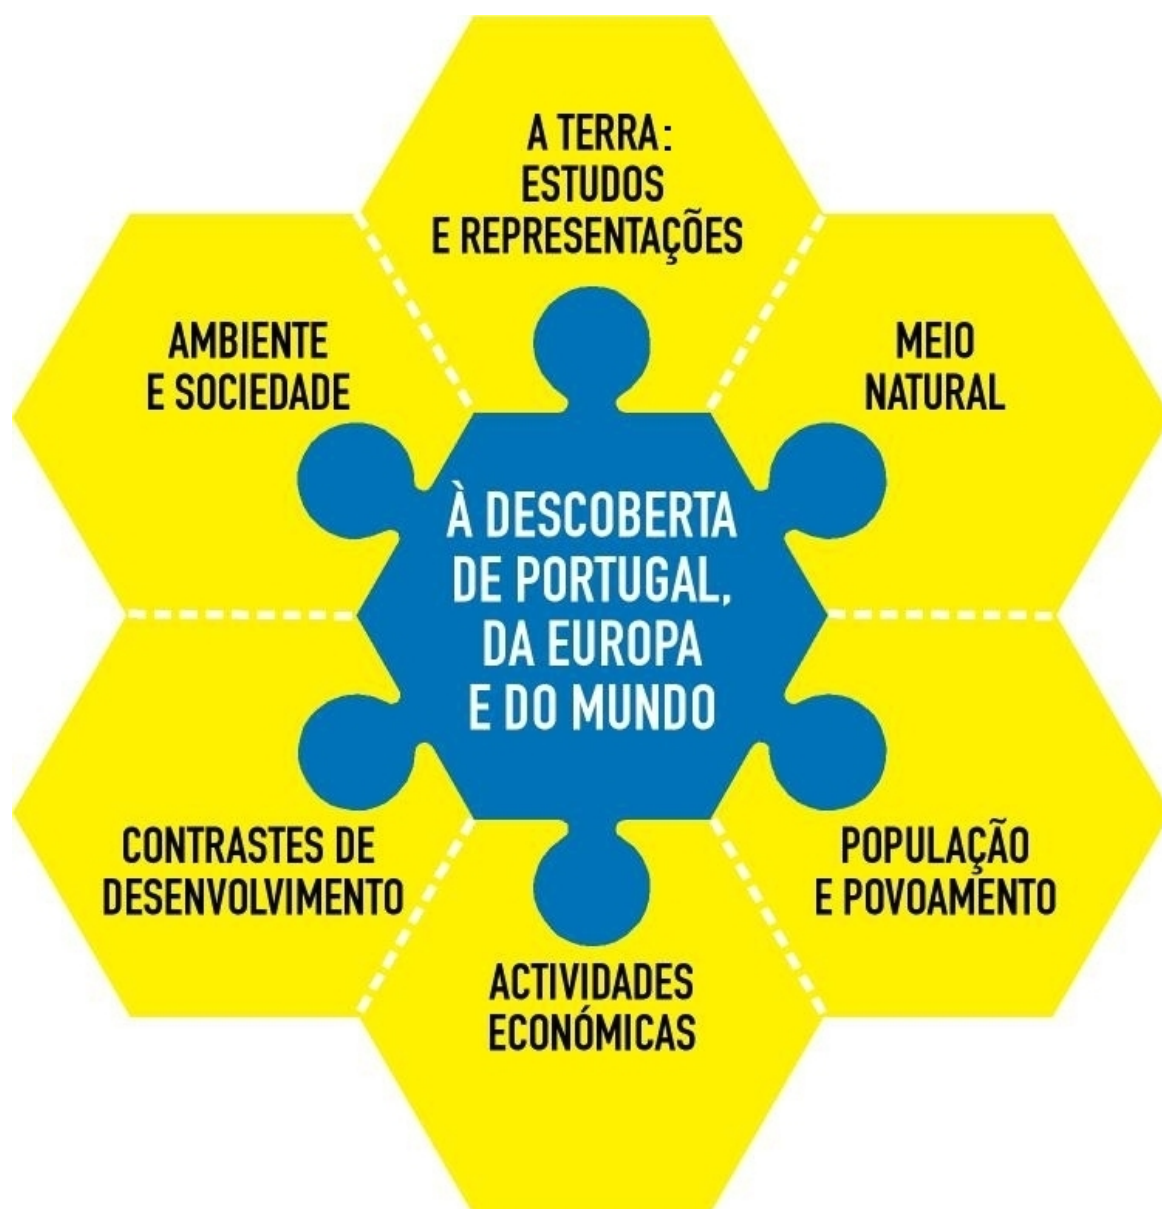 A TERRA:
ESTUDOS
E REPRESENTAÇÕES
AMBIENTE
E SOCIEDADE
MEIO
NATURAL
À DESCOBERTA
DE PORTUGAL,
DA EUROPA
E DO MUNDO
CONTRASTES DE
DESENVOLVIMENTO
POPULAÇÃO
E POVOAMENTO
ACTIVIDADES
ECONÓMICAS